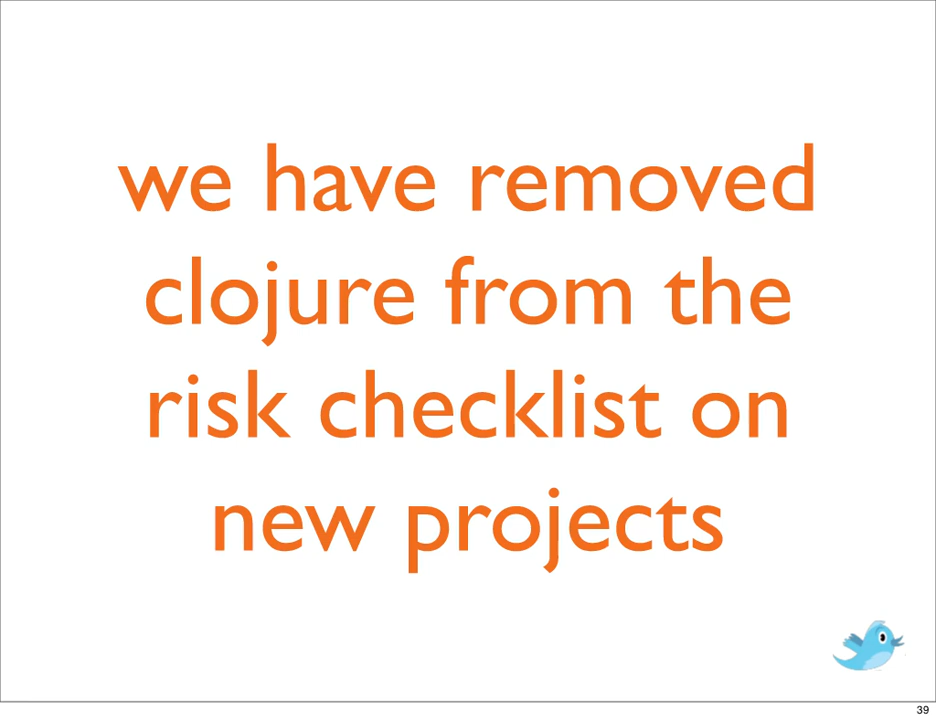 we have removed
clojure from the
risk checklist on
new projects
39